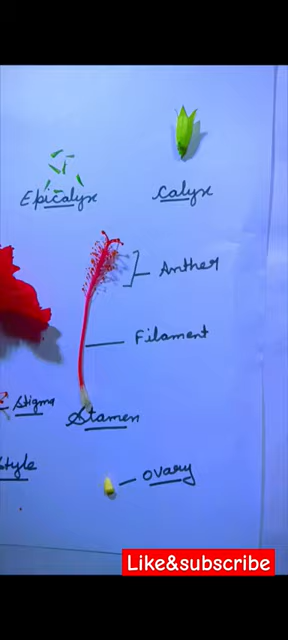 Epicalyx
Calyx
Anther
Filament
Stigma
Stamen
Style
Ovary
Like&subscribe